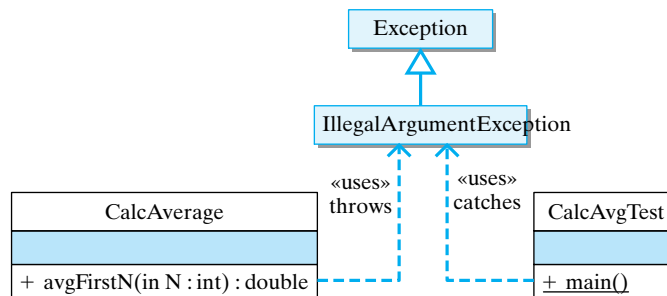 Exception
IllegalArgumentException
«uses»
throws
«uses»
catches
CalcAverage
+ avgFirstN(in N : int) : double
CalcAvgTest
+ main()